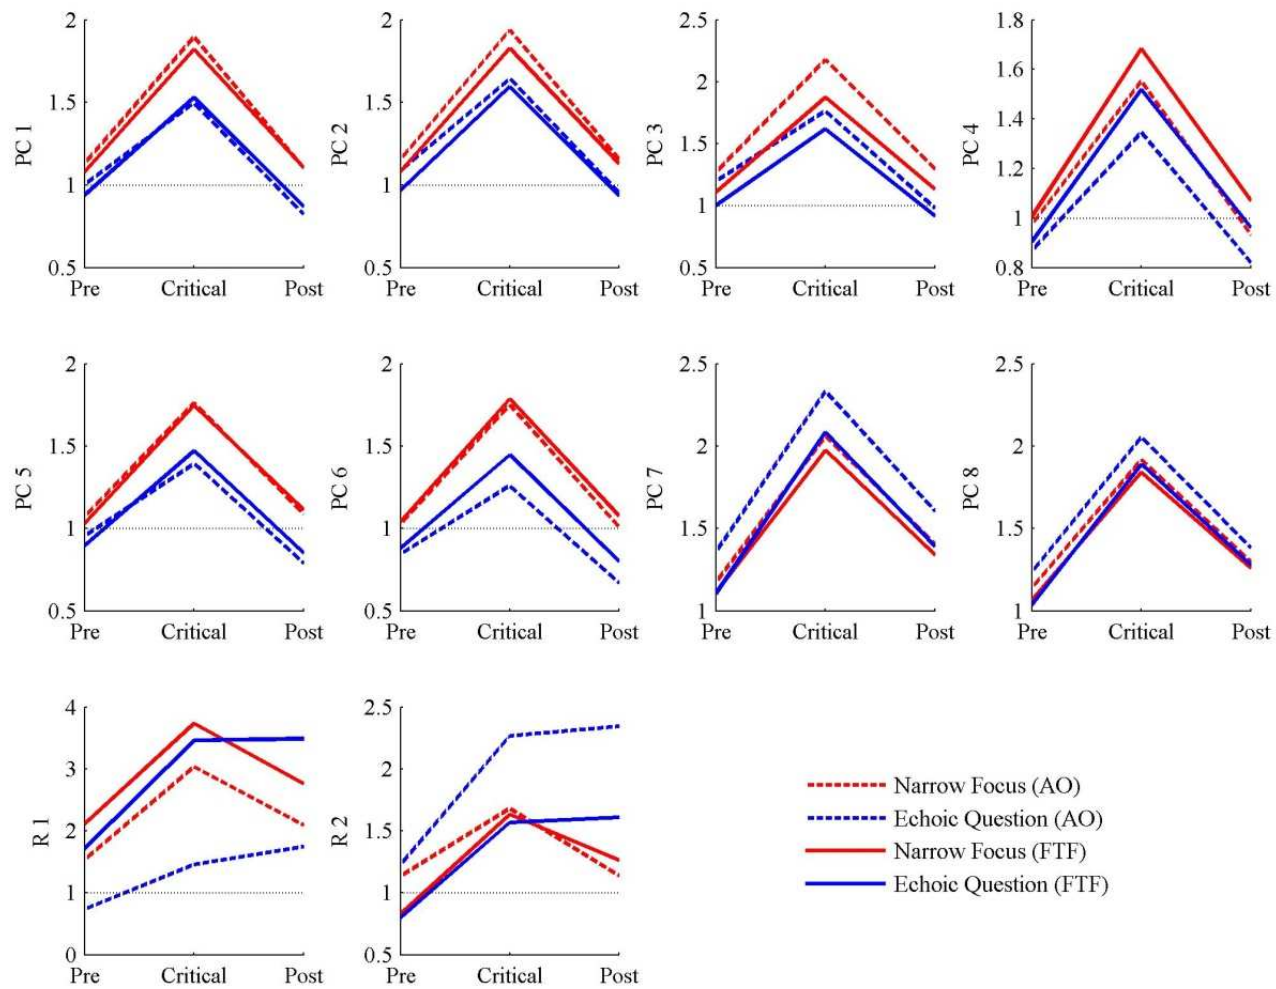 PC 1
2
1.5
1
0.5
Pre Critical Post
PC 2
2
1.5
1
0.5
Pre Critical Post
PC 3
2.5
2
1.5
1
0.5
Pre Critical Post
PC 4
1.8
1.6
1.4
1.2
1
0.8
Pre Critical Post
PC 5
2
1.5
1
0.5
Pre Critical Post
PC 6
2
1.5
1
0.5
Pre Critical Post
PC 7
2.5
2
1.5
1
Pre Critical Post
PC 8
2.5
2
1.5
1
Pre Critical Post
R 1
4
3
2
1
0
Pre Critical Post
R 2
2.5
2
1.5
1
0.5
Pre Critical Post
Narrow Focus (AO)
Echoic Question (AO)
Narrow Focus (FTF)
Echoic Question (FTF)